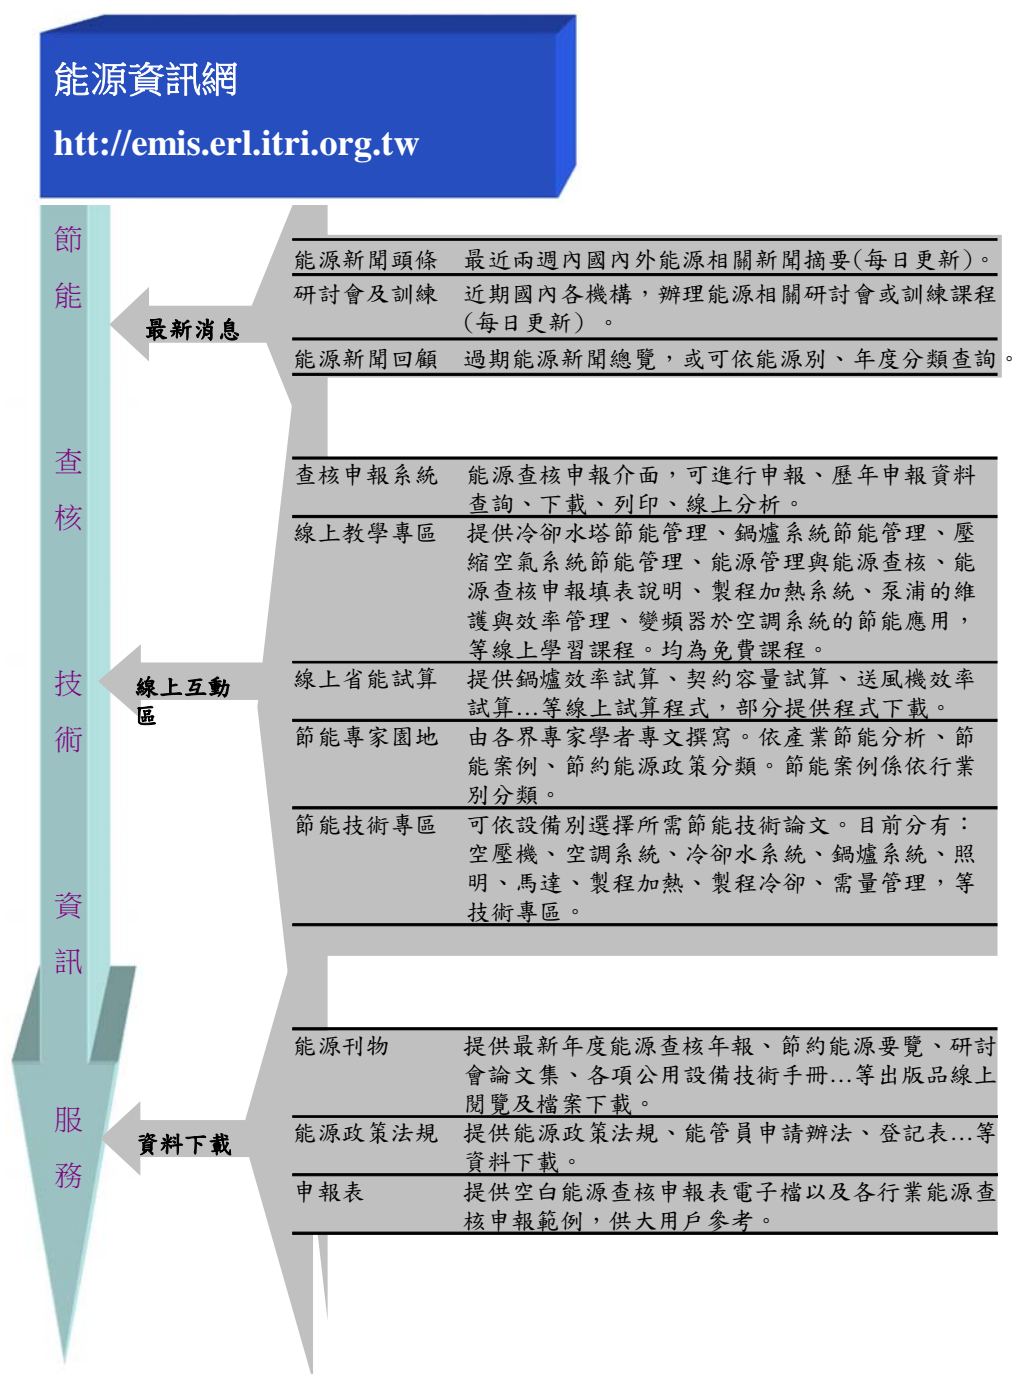 能源資訊網
htt://emis.erl.itri.org.tw
節
能
查
核
技
術
資
訊
服
務
最新消息
能源新聞頭條 最近兩週內國內外能源相關新聞摘要(每日更新)。
研討會及訓練 近期國內各機構，辦理能源相關研討會或訓練課程
(每日更新) 。
能源新聞回顧 過期能源新聞總覽，或可依能源別、年度分類查詢。
線上互動
區
查核申報系統 能源查核申報介面，可進行申報、歷年申報資料
查詢、下載、列印、線上分析。
線上教學專區 提供冷卻水塔節能管理、鍋爐系統節能管理、壓
縮空氣系統節能管理、能源管理與能源查核、能
源查核申報填表說明、製程加熱系統、泵浦的維
護與效率管理、變頻器於空調系統的節能應用，
等線上學習課程。均為免費課程。
線上省能試算 提供鍋爐效率試算、契約容量試算、送風機效率
試算…等線上試算程式，部分提供程式下載。
節能專家園地 由各界專家學者專文撰寫。依產業節能分析、節
能案例、節約能源政策分類。節能案例係依行業
別分類。
節能技術專區 可依設備別選擇所需節能技術論文。目前分有：
空壓機、空調系統、冷卻水系統、鍋爐系統、照
明、馬達、製程加熱、製程冷卻、需量管理，等
技術專區。
資料下載
能源刊物 提供最新年度能源查核年報、節約能源要覽、研討
會論文集、各項公用設備技術手冊…等出版品線上
閱覽及檔案下載。
能源政策法規 提供能源政策法規、能管員申請辦法、登記表…等
資料下載。
申報表 提供空白能源查核申報表電子檔以及各行業能源查
核申報範例，供大用戶參考。